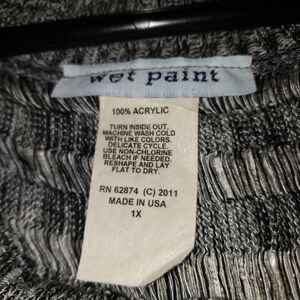 wet paint
100% ACRYLIC
TURN INSIDE OUT.
MACHINE WASH COLD
WITH LIKE COLORS.
DELICATE CYCLE.
USE NON-CHLORINE
BLEACH IF NEEDED.
RESHAPE AND LAY
FLAT TO DRY.
RN 62874 (C) 2011
MADE IN USA
1X